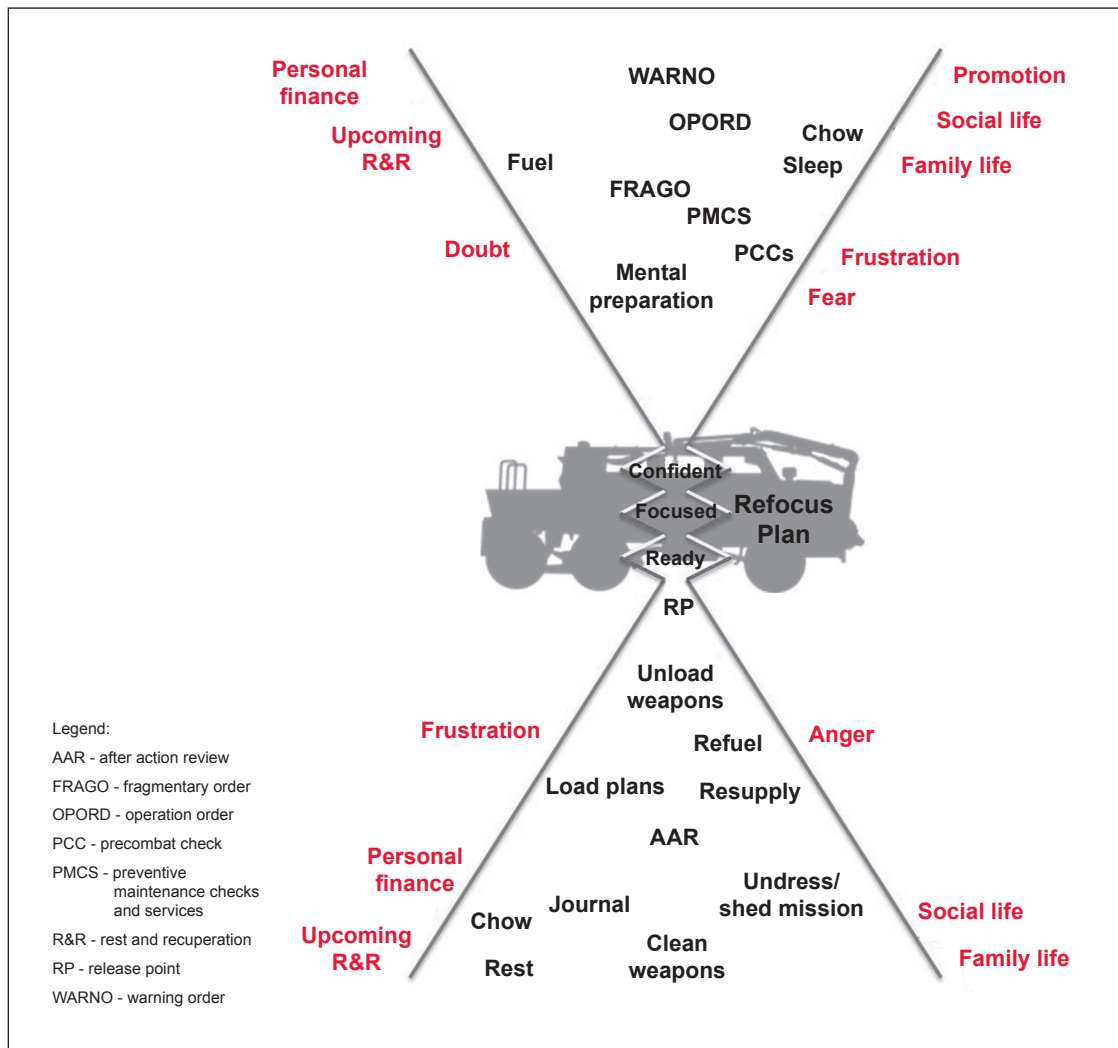 Personal
finance
WARNO
Promotion
OPORD
Social life
Upcoming
R&R
Chow
Fuel
Sleep
Family life
FRAGO
PMCS
Doubt
PCCs
Frustration
Mental
preparation
Fear
Confident
Focused
Refocus
Plan
Ready
RP
Unload
weapons
Frustration
Refuel
Anger
Load plans
Resupply
AAR
Personal
finance
Undress/
shed mission
Journal
Chow
Social life
Upcoming
R&R
Clean
weapons
Rest
Family life
Legend:
AAR - after action review
FRAGO - fragmentary order
OPORD - operation order
PCC - precombat check
PMCS - preventive
maintenance checks
and services
R&R - rest and recuperation
RP - release point
WARNO - warning order